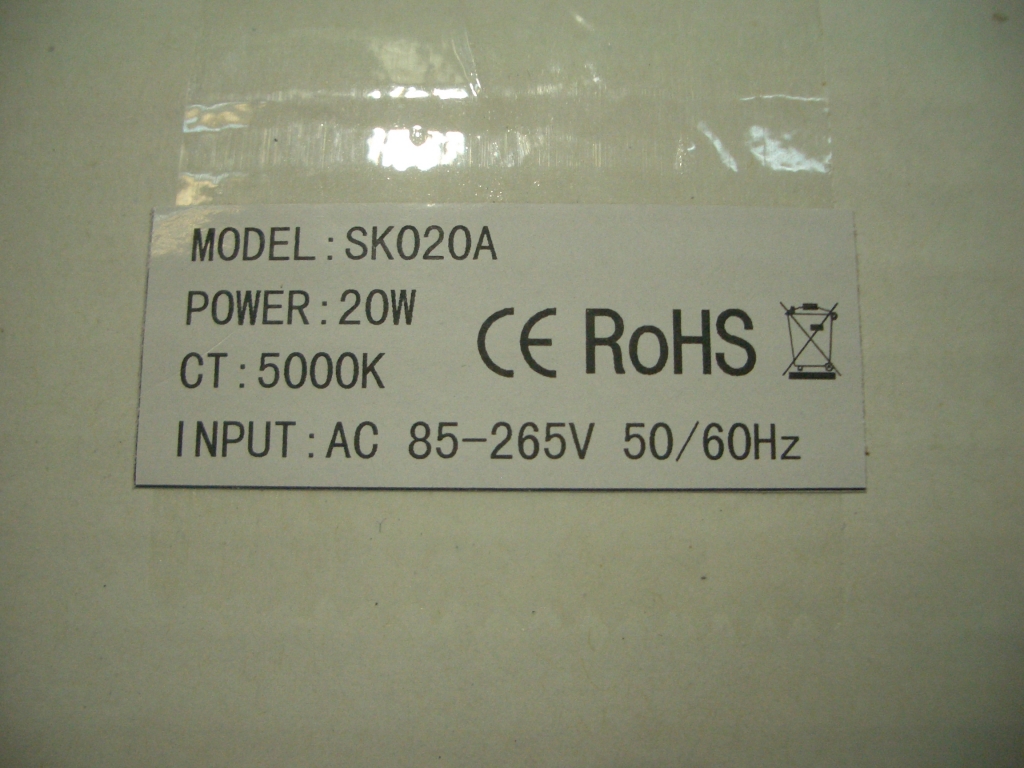 MODEL:SK020A
POWER:20W
CT:5000K
CE RoHS
INPUT:AC 85-265V 50/60Hz